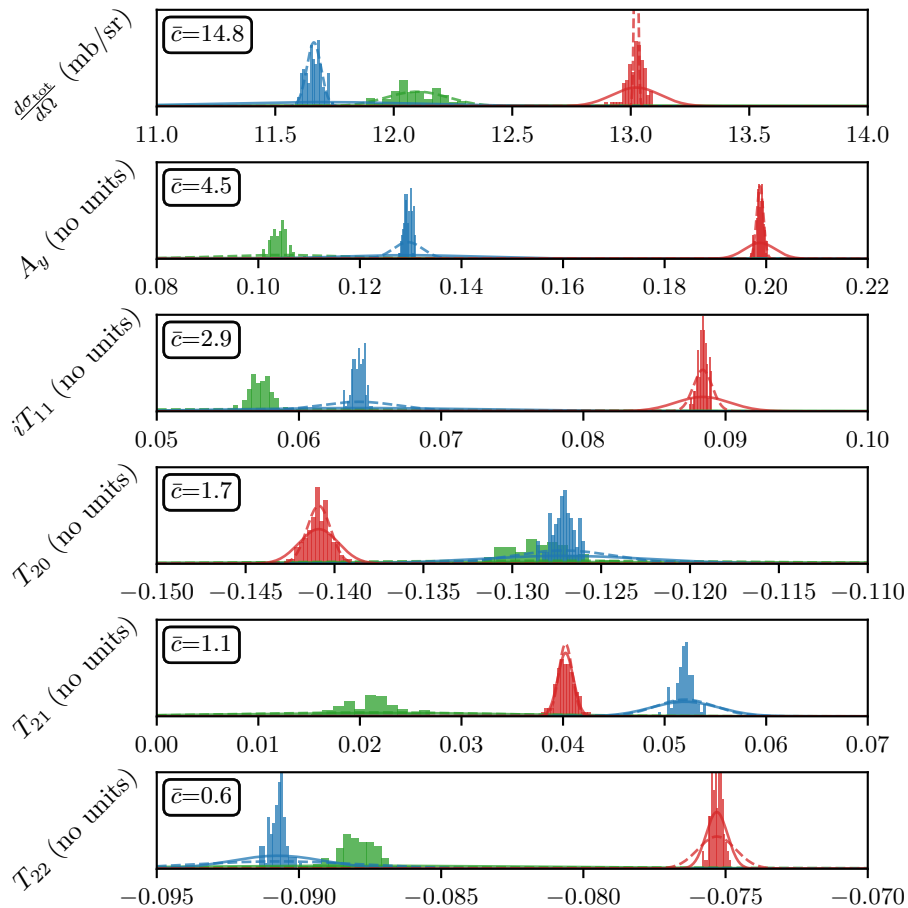 dσtot/dΩ (mb/sr)
c̄=14.8
11.0 11.5 12.0 12.5 13.0 13.5 14.0
A_y (no units)
c̄=4.5
0.08 0.10 0.12 0.14 0.16 0.18 0.20 0.22
iT_11 (no units)
c̄=2.9
0.05 0.06 0.07 0.08 0.09 0.10
T_20 (no units)
c̄=1.7
−0.150 −0.145 −0.140 −0.135 −0.130 −0.125 −0.120 −0.115 −0.110
T_21 (no units)
c̄=1.1
0.00 0.01 0.02 0.03 0.04 0.05 0.06 0.07
T_22 (no units)
c̄=0.6
−0.095 −0.090 −0.085 −0.080 −0.075 −0.070